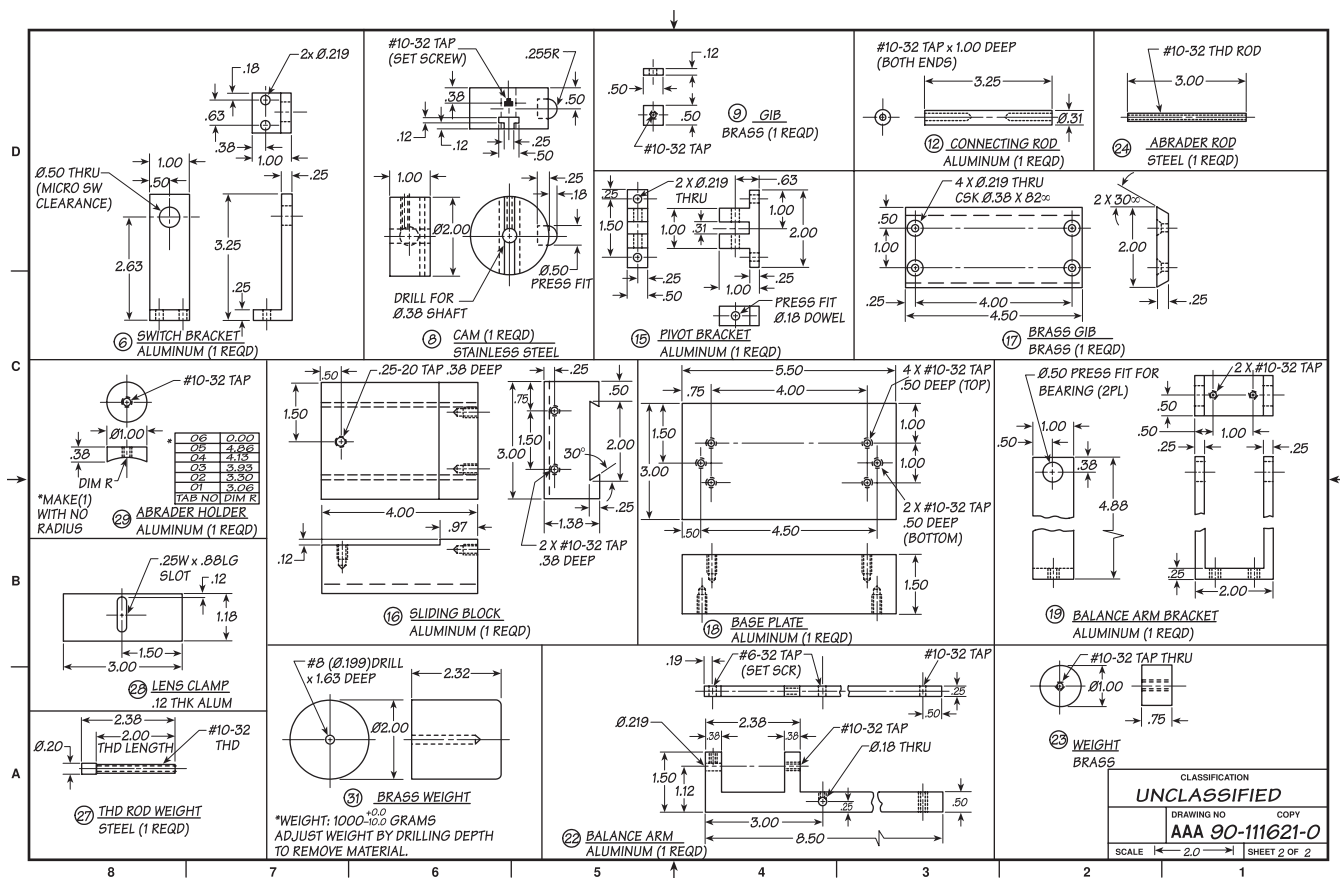 2x Ø.219
.18
.63
.38
1.00
1.00
.50
.25
Ø.50 THRU
(MICRO SW
CLEARANCE)
3.25
2.63
.25
6 SWITCH BRACKET
ALUMINUM (1 REQD)
#10-32 TAP
(SET SCREW)
.255R
.38
.50
.12
.12
.25
.50
1.00
.25
.18
Ø2.00
Ø.50
PRESS FIT
DRILL FOR
Ø.38 SHAFT
8 CAM (1 REQD)
STAINLESS STEEL
.12
.50
.50
#10-32 TAP
9 GIB
BRASS (1 REQD)
#10-32 TAP x 1.00 DEEP
(BOTH ENDS)
3.25
Ø.31
12 CONNECTING ROD
ALUMINUM (1 REQD)
#10-32 THD ROD
3.00
24 ABRADER ROD
STEEL (1 REQD)
2 X Ø.219
THRU
.63
.25
1.50
1.00
.31
1.00
2.00
.25
.50
1.00
.25
PRESS FIT
Ø.18 DOWEL
15 PIVOT BRACKET
ALUMINUM (1 REQD)
4 X Ø.219 THRU
CSK Ø.38 X 82∞
2 X 30∞
.50
1.00
2.00
.25
4.00
4.50
.25
17 BRASS GIB
BRASS (1 REQD)
#10-32 TAP
Ø1.00
.38
DIM R
*
06 0.00
05 4.86
04 4.13
03 3.93
02 3.30
01 3.06
TAB NO DIM R
*MAKE(1)
WITH NO
RADIUS
29 ABRADER HOLDER
ALUMINUM (1 REQD)
.50
.25-20 TAP .38 DEEP
1.50
.25
.50
.75
1.50
3.00
2.00
30°
.25
1.38
4.00
.97
.12
2 X #10-32 TAP
.38 DEEP
16 SLIDING BLOCK
ALUMINUM (1 REQD)
5.50
.75
4.00
4 X #10-32 TAP
.50 DEEP (TOP)
1.50
3.00
1.00
1.00
.50
4.50
2 X #10-32 TAP
.50 DEEP
(BOTTOM)
1.50
18 BASE PLATE
ALUMINUM (1 REQD)
Ø.50 PRESS FIT FOR
BEARING (2PL)
2 X #10-32 TAP
.50
1.00
.50
.50
1.00
.25
.25
.38
4.88
.25
2.00
19 BALANCE ARM BRACKET
ALUMINUM (1 REQD)
.25W x .88LG
SLOT
.12
1.18
1.50
3.00
28 LENS CLAMP
.12 THK ALUM
2.38
2.00
THD LENGTH
#10-32
THD
Ø.20
27 THD ROD WEIGHT
STEEL (1 REQD)
#8 (Ø.199)DRILL
x 1.63 DEEP
2.32
Ø2.00
31 BRASS WEIGHT
*WEIGHT: 1000 +0.0 -10.0 GRAMS
ADJUST WEIGHT BY DRILLING DEPTH
TO REMOVE MATERIAL.
.19
#6-32 TAP
(SET SCR)
#10-32 TAP
.25
.50
Ø.219
2.38
#10-32 TAP
.38
.38
Ø.18 THRU
1.50
1.12
.25
.50
3.00
8.50
22 BALANCE ARM
ALUMINUM (1 REQD)
#10-32 TAP THRU
Ø1.00
.75
23 WEIGHT
BRASS
CLASSIFICATION
UNCLASSIFIED
DRAWING NO COPY
AAA 90-111621-0
SCALE 2.0 SHEET 2 OF 2
D
C
B
A
8 7 6 5 4 3 2 1